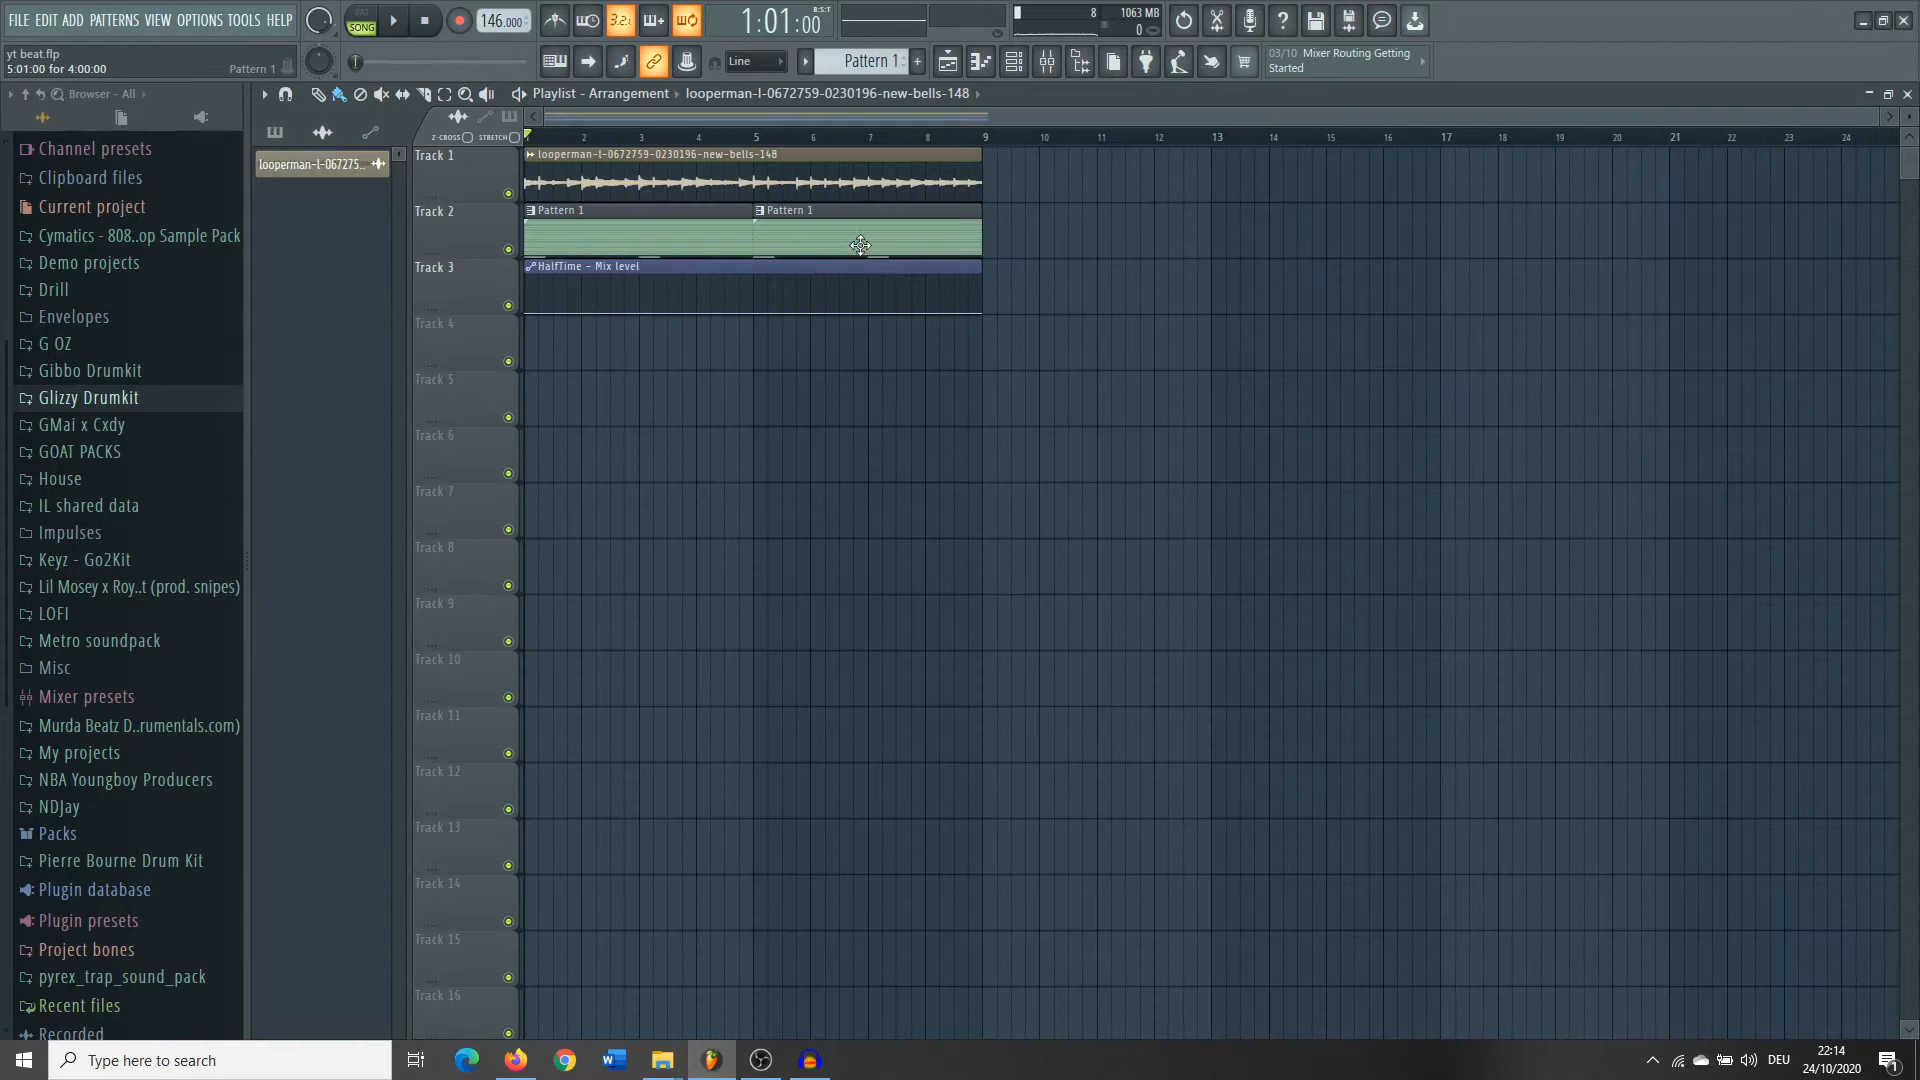 FILE EDIT ADD PATTERNS VIEW OPTIONS TOOLS HELP
PAT
SONG
146.000
3.2.
1:01:00
B:S:T
8
1063 MB
0
yt beat.flp
5:01:00 for 4:00:00
Pattern 1
Line
Pattern 1
+
03/10 Mixer Routing Getting
Started
Browser - All
Playlist - Arrangement
looperman-l-0672759-0230196-new-bells-148
Z-CROSS
STRETCH
1 2 3 4 5 6 7 8 9 10 11 12 13 14 15 16 17 18 19 20 21 22 23 24
Channel presets
Clipboard files
Current project
Cymatics - 808..op Sample Pack
Demo projects
Drill
Envelopes
G OZ
Gibbo Drumkit
Glizzy Drumkit
GMai x Cxdy
GOAT PACKS
House
IL shared data
Impulses
Keyz - Go2Kit
Lil Mosey x Roy..t (prod. snipes)
LOFI
Metro soundpack
Misc
Mixer presets
Murda Beatz D..rumentals.com)
My projects
NBA Youngboy Producers
NDJay
Packs
Pierre Bourne Drum Kit
Plugin database
Plugin presets
Project bones
pyrex_trap_sound_pack
Recent files
Recorded
looperman-l-067275..
Track 1
looperman-l-0672759-0230196-new-bells-148
Track 2
Pattern 1
Pattern 1
Track 3
HalfTime - Mix level
Track 4
Track 5
Track 6
Track 7
Track 8
Track 9
Track 10
Track 11
Track 12
Track 13
Track 14
Track 15
Track 16
Type here to search
DEU
22:14
24/10/2020
1